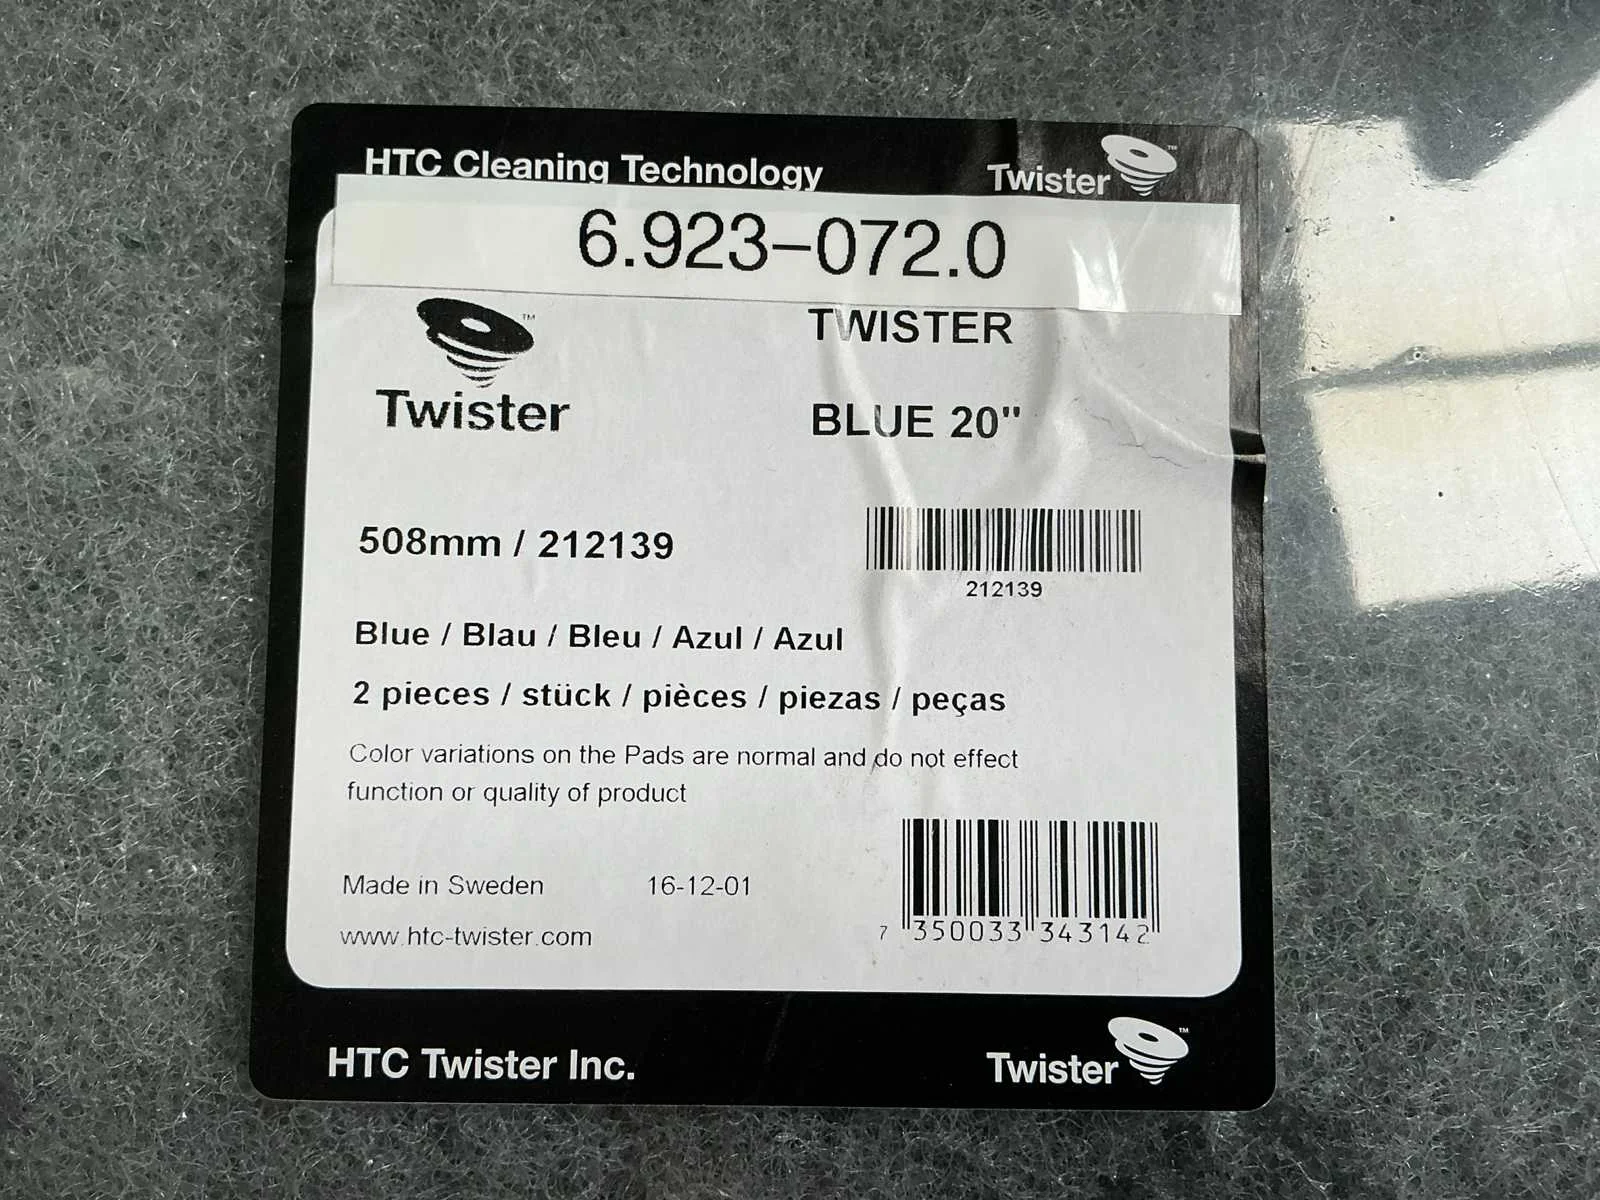 HTC Cleaning Technology
Twister™
6.923-072.0
™
Twister
TWISTER
BLUE 20"
508mm / 212139
212139
Blue / Blau / Bleu / Azul / Azul
2 pieces / stück / pièces / piezas / peças
Color variations on the Pads are normal and do not effect
function or quality of product
Made in Sweden 16-12-01
www.htc-twister.com
7 350033 343142
HTC Twister Inc.
Twister™